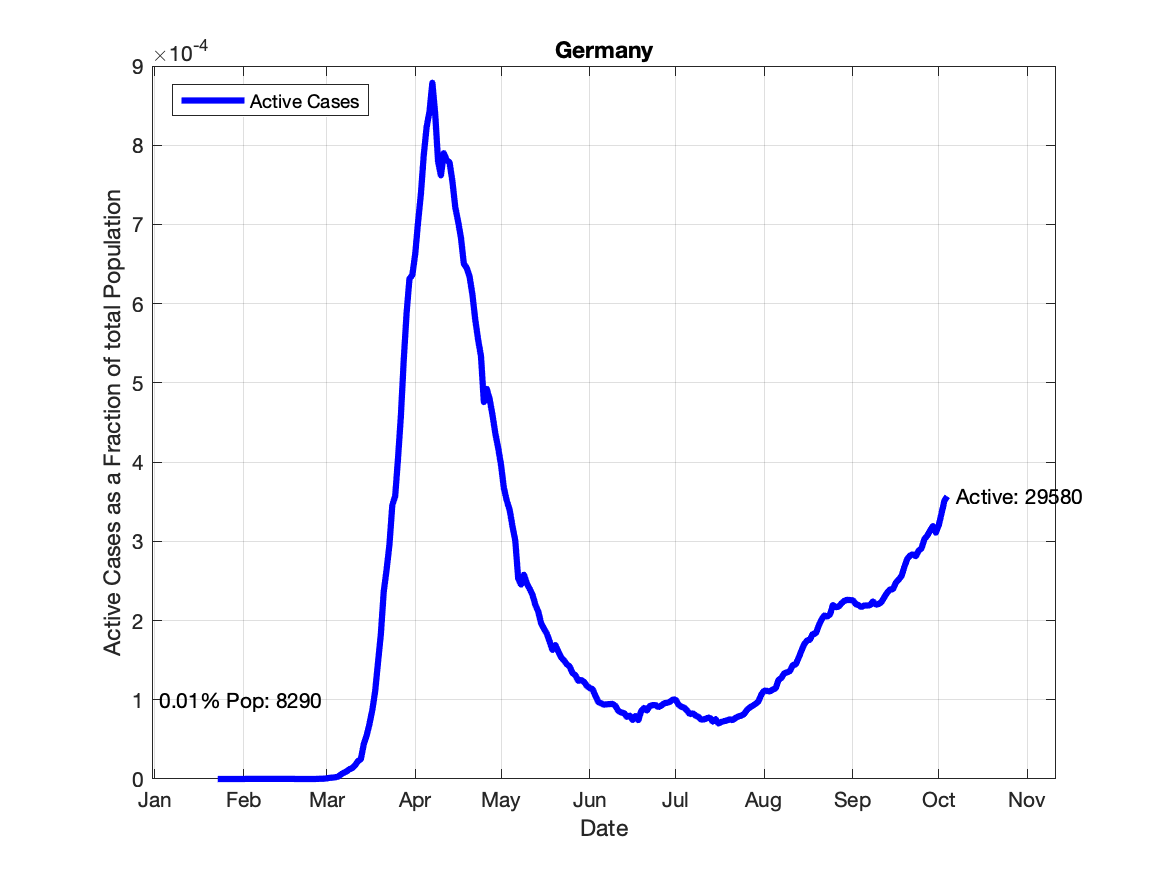 Germany
×10^-4
Active Cases
9
8
7
6
5
4
3
2
1
0
Active Cases as a Fraction of total Population
0.01% Pop: 8290
Active: 29580
Jan Feb Mar Apr May Jun Jul Aug Sep Oct Nov
Date